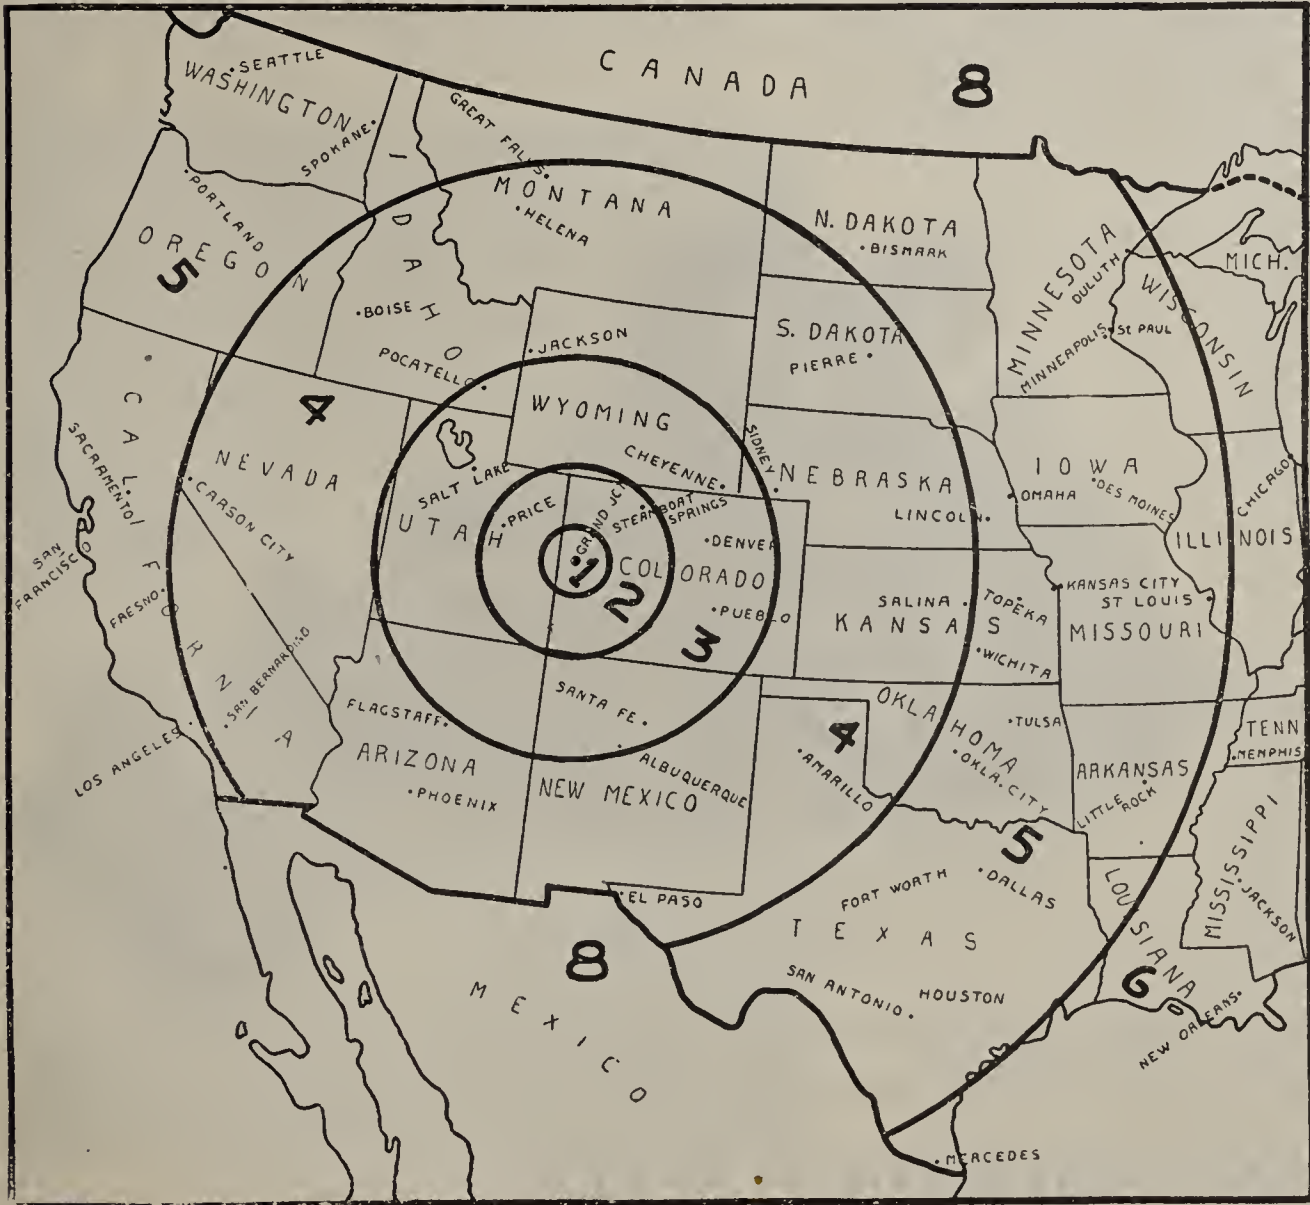 CANADA
8
SEATTLE
WASHINGTON
SPOKANE
GREAT FALLS
MONTANA
HELENA
IDAHO
PORTLAND
OREGON
5
N. DAKOTA
BISMARK
MINNESOTA
DULUTH
MICH.
WISCONSIN
BOISE
POCATELLO
JACKSON
S. DAKOTA
PIERRE
MINNEAPOLIS
ST PAUL
4
WYOMING
CHEYENNE
SIDNEY
NEBRASKA
LINCOLN
IOWA
OMAHA
DES MOINES
CHICAGO
ILLINOIS
CALIFORNIA
SACRAMENTO
NEVADA
CARSON CITY
SALT LAKE
UTAH
PRICE
GRAND JCT
STEAMBOAT
SPRINGS
DENVER
COLORADO
PUEBLO
1
2
3
SAN
FRANCISC
FRESNO
SAN BERNARDINO
LOS ANGELES
SALINA
TOPEKA
KANSAS
WICHITA
KANSAS CITY
ST LOUIS
MISSOURI
FLAGSTAFF
ARIZONA
PHOENIX
SANTA FE
ALBUQUERQUE
NEW MEXICO
4
AMARILLO
OKLAHOMA
TULSA
OKLA. CITY
ARKANSAS
LITTLE
ROCK
TENN
MEMPHIS
MISSISSIPPI
JACKSON
5
EL PASO
FORT WORTH
DALLAS
TEXAS
SAN ANTONIO
HOUSTON
LOUISIANA
6
NEW ORLEANS
8
MEXICO
MERCEDES